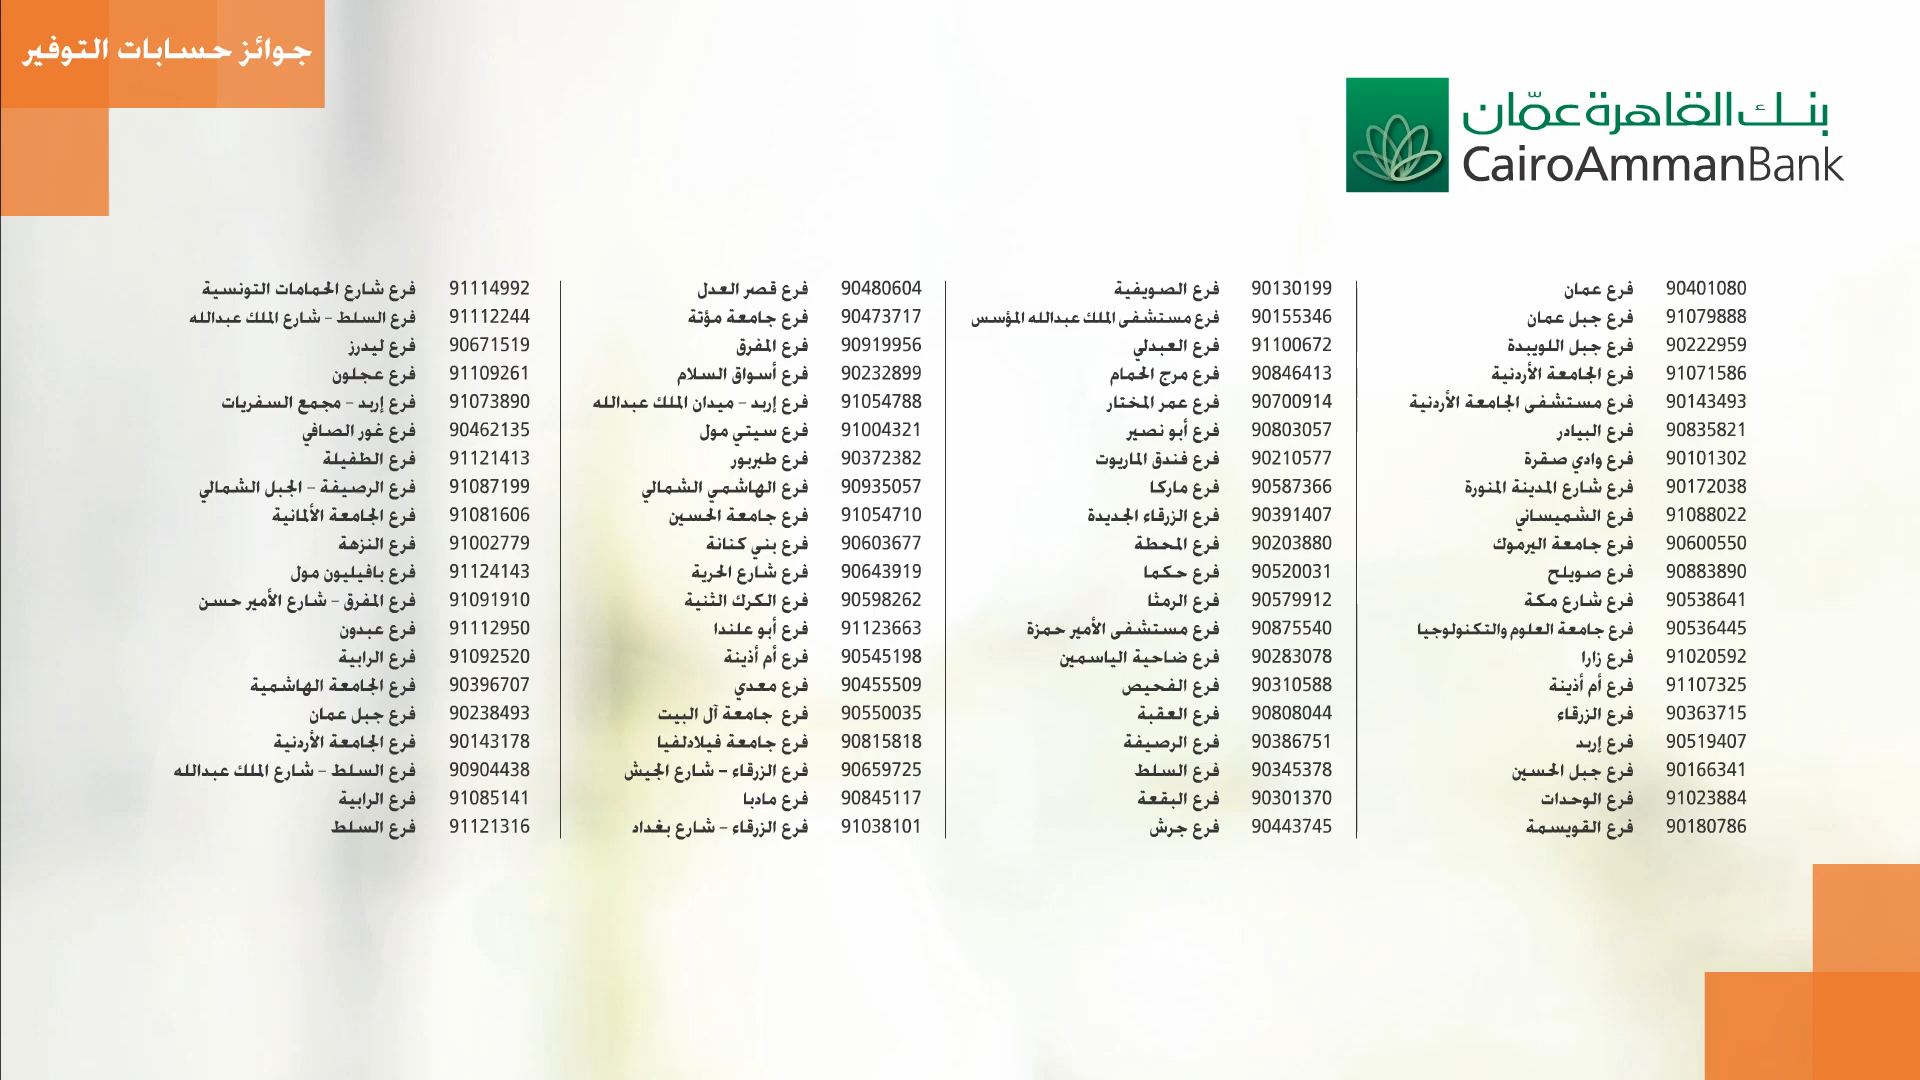 جوائز حسابات التوفير
بنك القاهرة عمّان
CairoAmmanBank
90401080 فرع عمان
91079888 فرع جبل عمان
90222959 فرع جبل اللويبدة
91071586 فرع الجامعة الأردنية
90143493 فرع مستشفى الجامعة الأردنية
90835821 فرع البيادر
90101302 فرع وادي صقرة
90172038 فرع شارع المدينة المنورة
91088022 فرع الشميساني
90600550 فرع جامعة اليرموك
90883890 فرع صويلح
90538641 فرع شارع مكة
90536445 فرع جامعة العلوم والتكنولوجيا
91020592 فرع زارا
91107325 فرع أم أذينة
90363715 فرع الزرقاء
90519407 فرع إربد
90166341 فرع جبل الحسين
91023884 فرع الوحدات
90180786 فرع القويسمة
90130199 فرع الصويفية
90155346 فرع مستشفى الملك عبدالله المؤسس
91100672 فرع العبدلي
90846413 فرع مرج الحمام
90700914 فرع عمر المختار
90803057 فرع أبو نصير
90210577 فرع فندق الماريوت
90587366 فرع ماركا
90391407 فرع الزرقاء الجديدة
90203880 فرع المحطة
90520031 فرع حكما
90579912 فرع الرمثا
90875540 فرع مستشفى الأمير حمزة
90283078 فرع ضاحية الياسمين
90310588 فرع الفحيص
90808044 فرع العقبة
90386751 فرع الرصيفة
90345378 فرع السلط
90301370 فرع البقعة
90443745 فرع جرش
90480604 فرع قصر العدل
90473717 فرع جامعة مؤتة
90919956 فرع المفرق
90232899 فرع أسواق السلام
91054788 فرع إربد - ميدان الملك عبدالله
91004321 فرع سيتي مول
90372382 فرع طبربور
90935057 فرع الهاشمي الشمالي
91054710 فرع جامعة الحسين
90603677 فرع بني كنانة
90643919 فرع شارع الحرية
90598262 فرع الكرك الثنية
91123663 فرع أبو علندا
90545198 فرع أم أذينة
90455509 فرع معدي
90550035 فرع جامعة آل البيت
90815818 فرع جامعة فيلادلفيا
90659725 فرع الزرقاء - شارع الجيش
90845117 فرع مادبا
91038101 فرع الزرقاء - شارع بغداد
91114992 فرع شارع الحمامات التونسية
91112244 فرع السلط - شارع الملك عبدالله
90671519 فرع ليدرز
91109261 فرع عجلون
91073890 فرع إربد - مجمع السفريات
90462135 فرع غور الصافي
91121413 فرع الطفيلة
91087199 فرع الرصيفة - الجبل الشمالي
91081606 فرع الجامعة الألمانية
91002779 فرع النزهة
91124143 فرع بافيليون مول
91091910 فرع المفرق - شارع الأمير حسن
91112950 فرع عبدون
91092520 فرع الرابية
90396707 فرع الجامعة الهاشمية
90238493 فرع جبل عمان
90143178 فرع الجامعة الأردنية
90904438 فرع السلط - شارع الملك عبدالله
91085141 فرع الرابية
91121316 فرع السلط